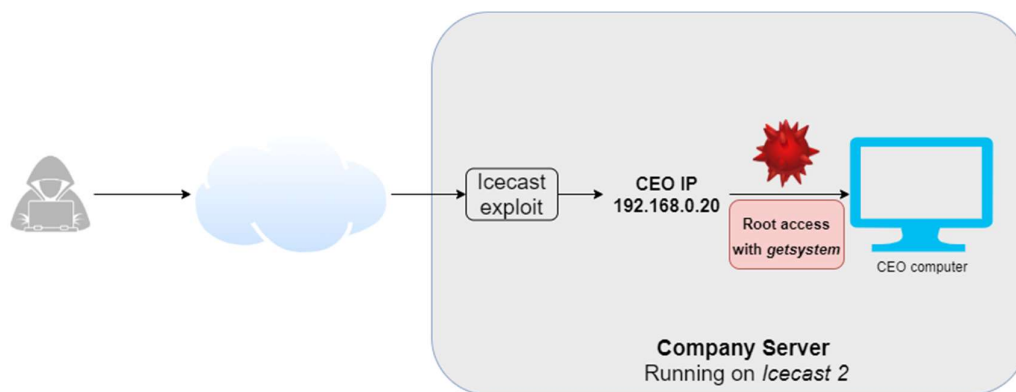 Icecast
exploit
CEO IP
192.168.0.20
Root access
with getsystem
CEO computer
Company Server
Running on Icecast 2